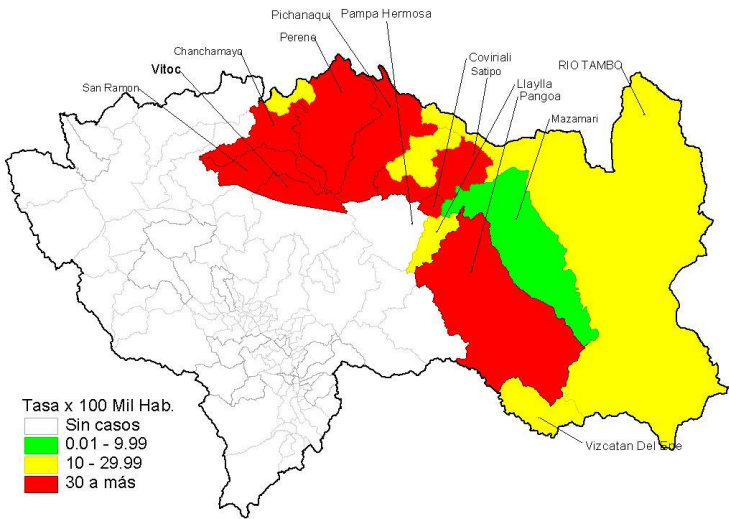 Pichanaqui
Pampa Hermosa
Perene
Chanchamayo
Vitoc
San Ramon
Coviriali
Satipo
Llaylla
Pangoa
Mazamari
RIO TAMBO
Tasa x 100 Mil Hab.
Sin casos
0.01 - 9.99
10 - 29.99
30 a más
Vizcatan Del Ene